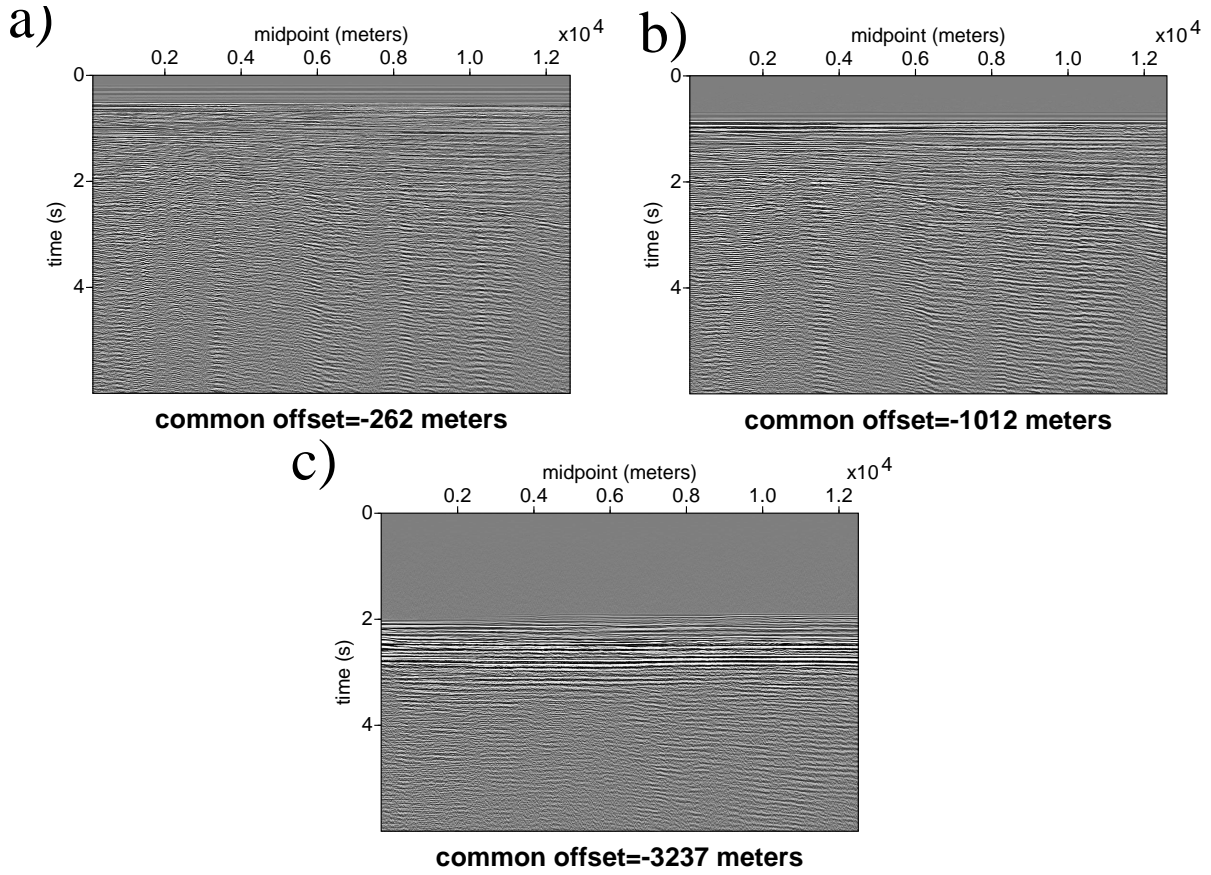 a)
midpoint (meters)
x10^4
0.2 0.4 0.6 0.8 1.0 1.2
0
2
4
time (s)
common offset=-262 meters
b)
midpoint (meters)
x10^4
0.2 0.4 0.6 0.8 1.0 1.2
0
2
4
time (s)
common offset=-1012 meters
c)
midpoint (meters)
x10^4
0.2 0.4 0.6 0.8 1.0 1.2
0
2
4
time (s)
common offset=-3237 meters